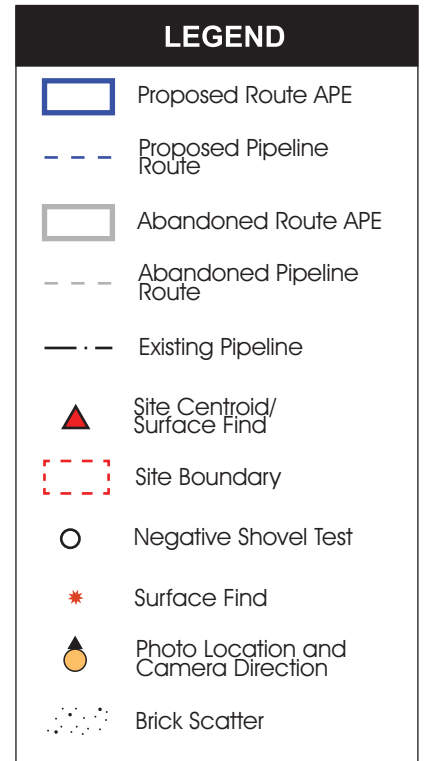 LEGEND
Proposed Route APE
Proposed Pipeline
Route
Abandoned Route APE
Abandoned Pipeline
Route
Existing Pipeline
Site Centroid/
Surface Find
Site Boundary
Negative Shovel Test
Surface Find
Photo Location and
Camera Direction
Brick Scatter